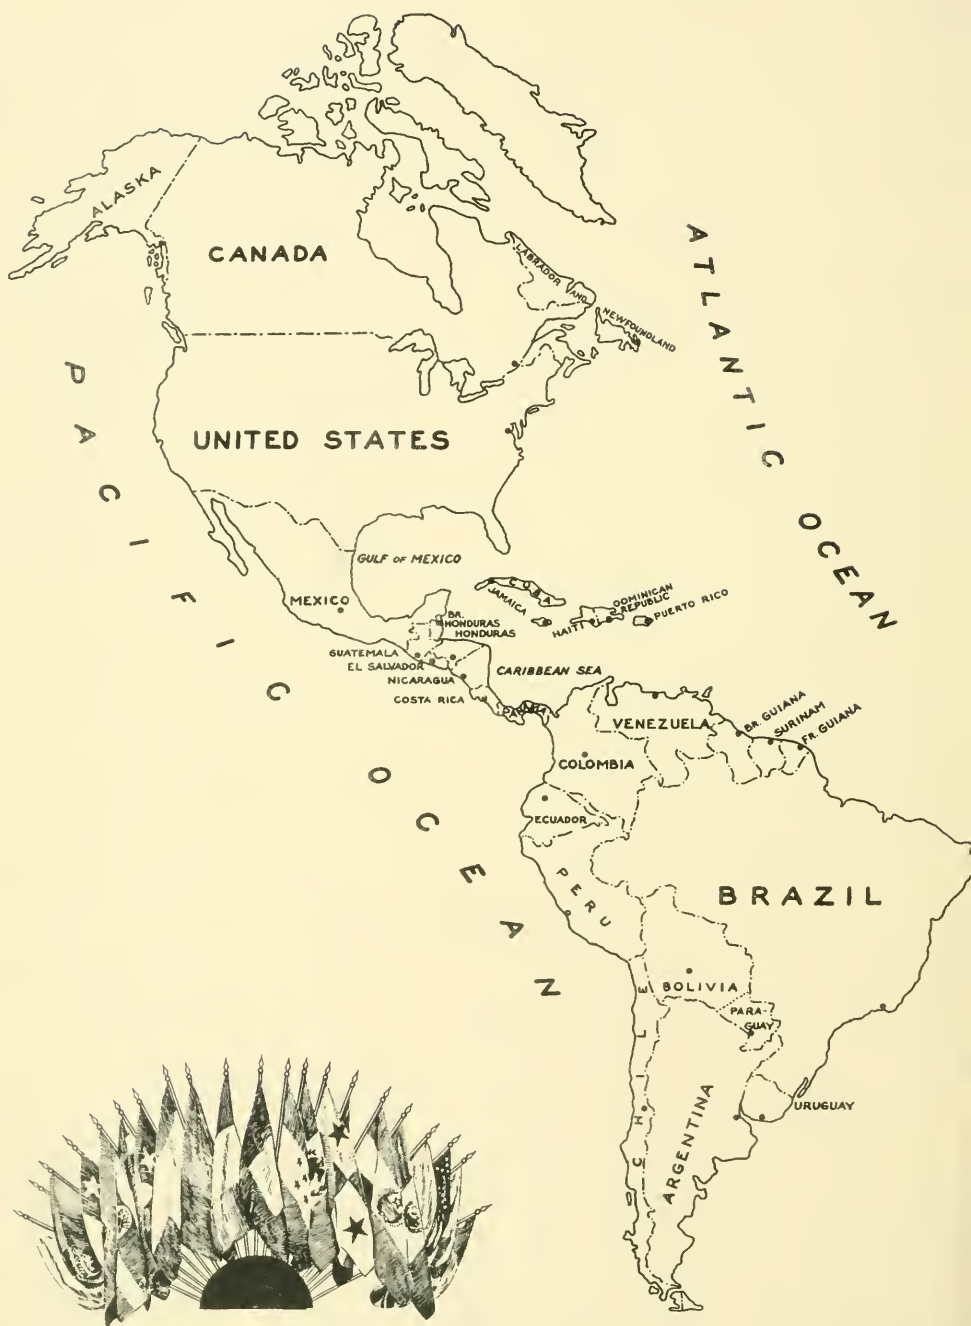 ALASKA
CANADA
LABRADOR AND
NEWFOUNDLAND
ATLANTIC OCEAN
PACIFIC OCEAN
UNITED STATES
GULF OF MEXICO
MEXICO
CUBA
JAMAICA
HAITI
DOMINICAN
REPUBLIC
PUERTO RICO
BR.
HONDURAS
HONDURAS
GUATEMALA
EL SALVADOR
NICARAGUA
COSTA RICA
CARIBBEAN SEA
PANAMA
VENEZUELA
BR. GUIANA
SURINAM
FR. GUIANA
COLOMBIA
ECUADOR
PERU
BRAZIL
BOLIVIA
PARA-
GUAY
CHILE
ARGENTINA
URUGUAY